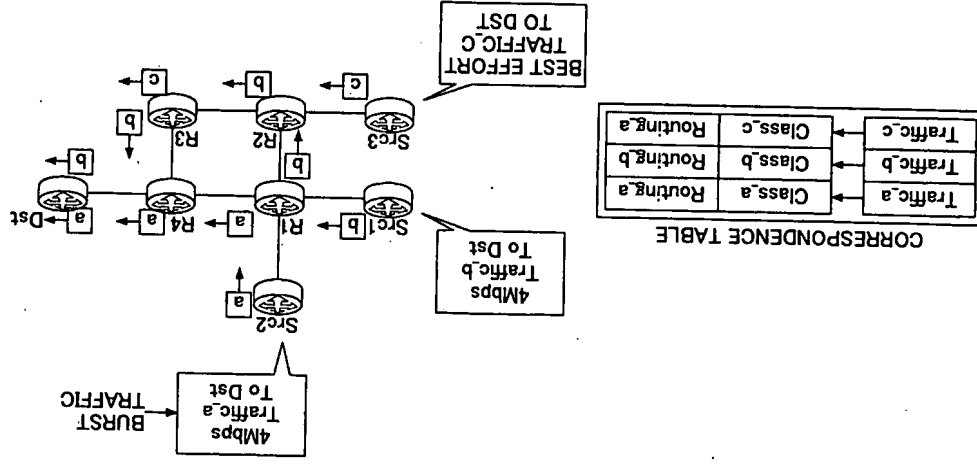 BURST
TRAFFIC
4Mbps
Traffic_a
To Dst
Src2
a
4Mbps
Traffic_b
To Dst
CORRESPONDENCE TABLE
Traffic_a
Class_a
Routing_a
Traffic_b
Class_b
Routing_b
Traffic_c
Class_c
Routing_a
Src1
b
R1
a
R4
a
a
Dst
b
b
b
Src3
c
R2
b
R3
c
BEST EFFORT
TRAFFIC_C
TO DST